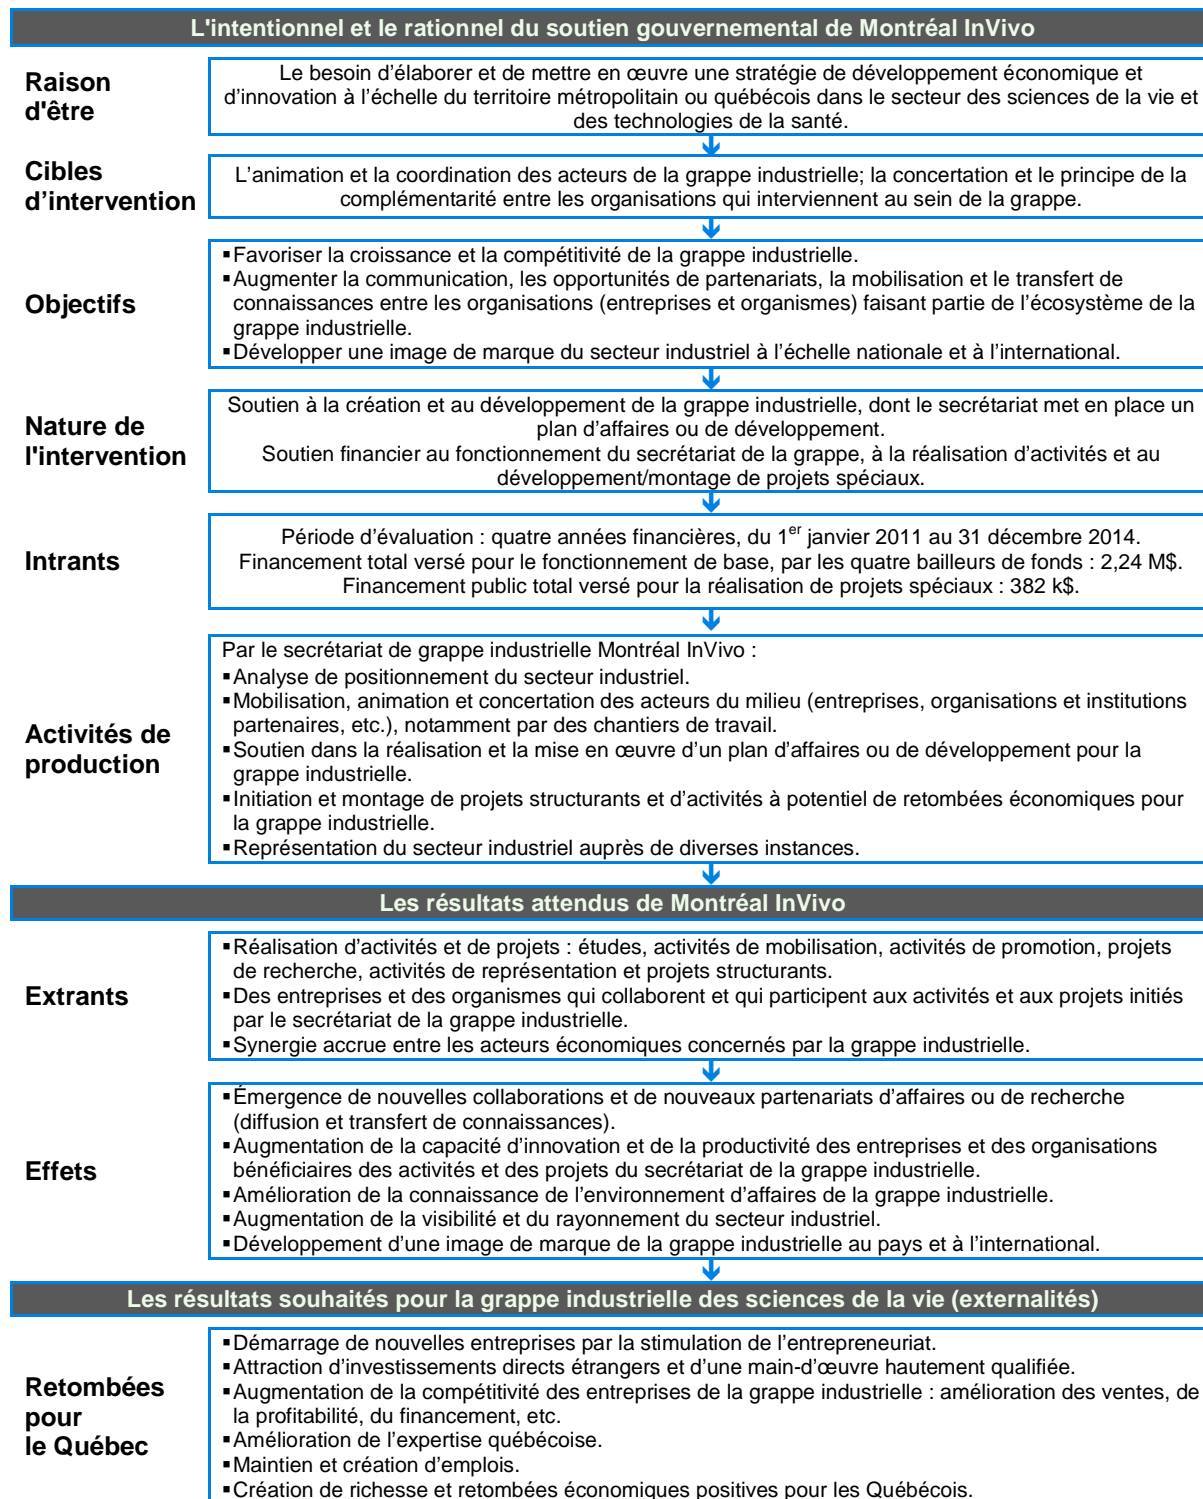 L'intentionnel et le rationnel du soutien gouvernemental de Montréal InVivo
Raison
d'être
Le besoin d’élaborer et de mettre en œuvre une stratégie de développement économique et
d’innovation à l’échelle du territoire métropolitain ou québécois dans le secteur des sciences de la vie et
des technologies de la santé.
Cibles
d’intervention
L’animation et la coordination des acteurs de la grappe industrielle; la concertation et le principe de la
complémentarité entre les organisations qui interviennent au sein de la grappe.
Objectifs
▪Favoriser la croissance et la compétitivité de la grappe industrielle.
▪Augmenter la communication, les opportunités de partenariats, la mobilisation et le transfert de
connaissances entre les organisations (entreprises et organismes) faisant partie de l’écosystème de la
grappe industrielle.
▪Développer une image de marque du secteur industriel à l’échelle nationale et à l’international.
Nature de
l'intervention
Soutien à la création et au développement de la grappe industrielle, dont le secrétariat met en place un
plan d’affaires ou de développement.
Soutien financier au fonctionnement du secrétariat de la grappe, à la réalisation d’activités et au
développement/montage de projets spéciaux.
Intrants
Période d’évaluation : quatre années financières, du 1er janvier 2011 au 31 décembre 2014.
Financement total versé pour le fonctionnement de base, par les quatre bailleurs de fonds : 2,24 M$.
Financement public total versé pour la réalisation de projets spéciaux : 382 k$.
Activités de
production
Par le secrétariat de grappe industrielle Montréal InVivo :
▪Analyse de positionnement du secteur industriel.
▪Mobilisation, animation et concertation des acteurs du milieu (entreprises, organisations et institutions
partenaires, etc.), notamment par des chantiers de travail.
▪Soutien dans la réalisation et la mise en œuvre d’un plan d’affaires ou de développement pour la
grappe industrielle.
▪Initiation et montage de projets structurants et d’activités à potentiel de retombées économiques pour
la grappe industrielle.
▪Représentation du secteur industriel auprès de diverses instances.
Les résultats attendus de Montréal InVivo
Extrants
▪Réalisation d’activités et de projets : études, activités de mobilisation, activités de promotion, projets
de recherche, activités de représentation et projets structurants.
▪Des entreprises et des organismes qui collaborent et qui participent aux activités et aux projets initiés
par le secrétariat de la grappe industrielle.
▪Synergie accrue entre les acteurs économiques concernés par la grappe industrielle.
Effets
▪Émergence de nouvelles collaborations et de nouveaux partenariats d’affaires ou de recherche
(diffusion et transfert de connaissances).
▪Augmentation de la capacité d’innovation et de la productivité des entreprises et des organisations
bénéficiaires des activités et des projets du secrétariat de la grappe industrielle.
▪Amélioration de la connaissance de l’environnement d’affaires de la grappe industrielle.
▪Augmentation de la visibilité et du rayonnement du secteur industriel.
▪Développement d’une image de marque de la grappe industrielle au pays et à l’international.
Les résultats souhaités pour la grappe industrielle des sciences de la vie (externalités)
Retombées
pour
le Québec
▪Démarrage de nouvelles entreprises par la stimulation de l’entrepreneuriat.
▪Attraction d’investissements directs étrangers et d’une main-d’œuvre hautement qualifiée.
▪Augmentation de la compétitivité des entreprises de la grappe industrielle : amélioration des ventes, de
la profitabilité, du financement, etc.
▪Amélioration de l’expertise québécoise.
▪Maintien et création d’emplois.
▪Création de richesse et retombées économiques positives pour les Québécois.